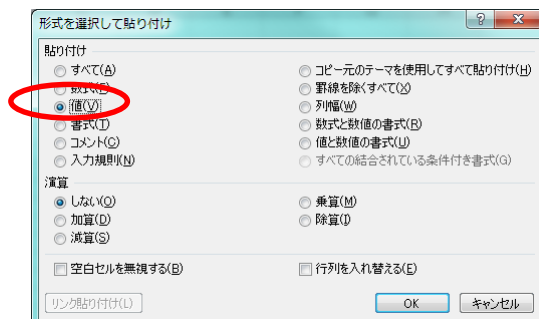 形式を選択して貼り付け
貼り付け
すべて(A)
コピー元のテーマを使用してすべて貼り付け(H)
数式(F)
罫線を除くすべて(X)
値(V)
列幅(W)
書式(T)
数式と数値の書式(R)
コメント(C)
値と数値の書式(U)
入力規則(N)
すべての結合されている条件付き書式(G)
演算
しない(O)
乗算(M)
加算(D)
除算(I)
減算(S)
空白セルを無視する(B)
行列を入れ替える(E)
リンク貼り付け(L)
OK
キャンセル